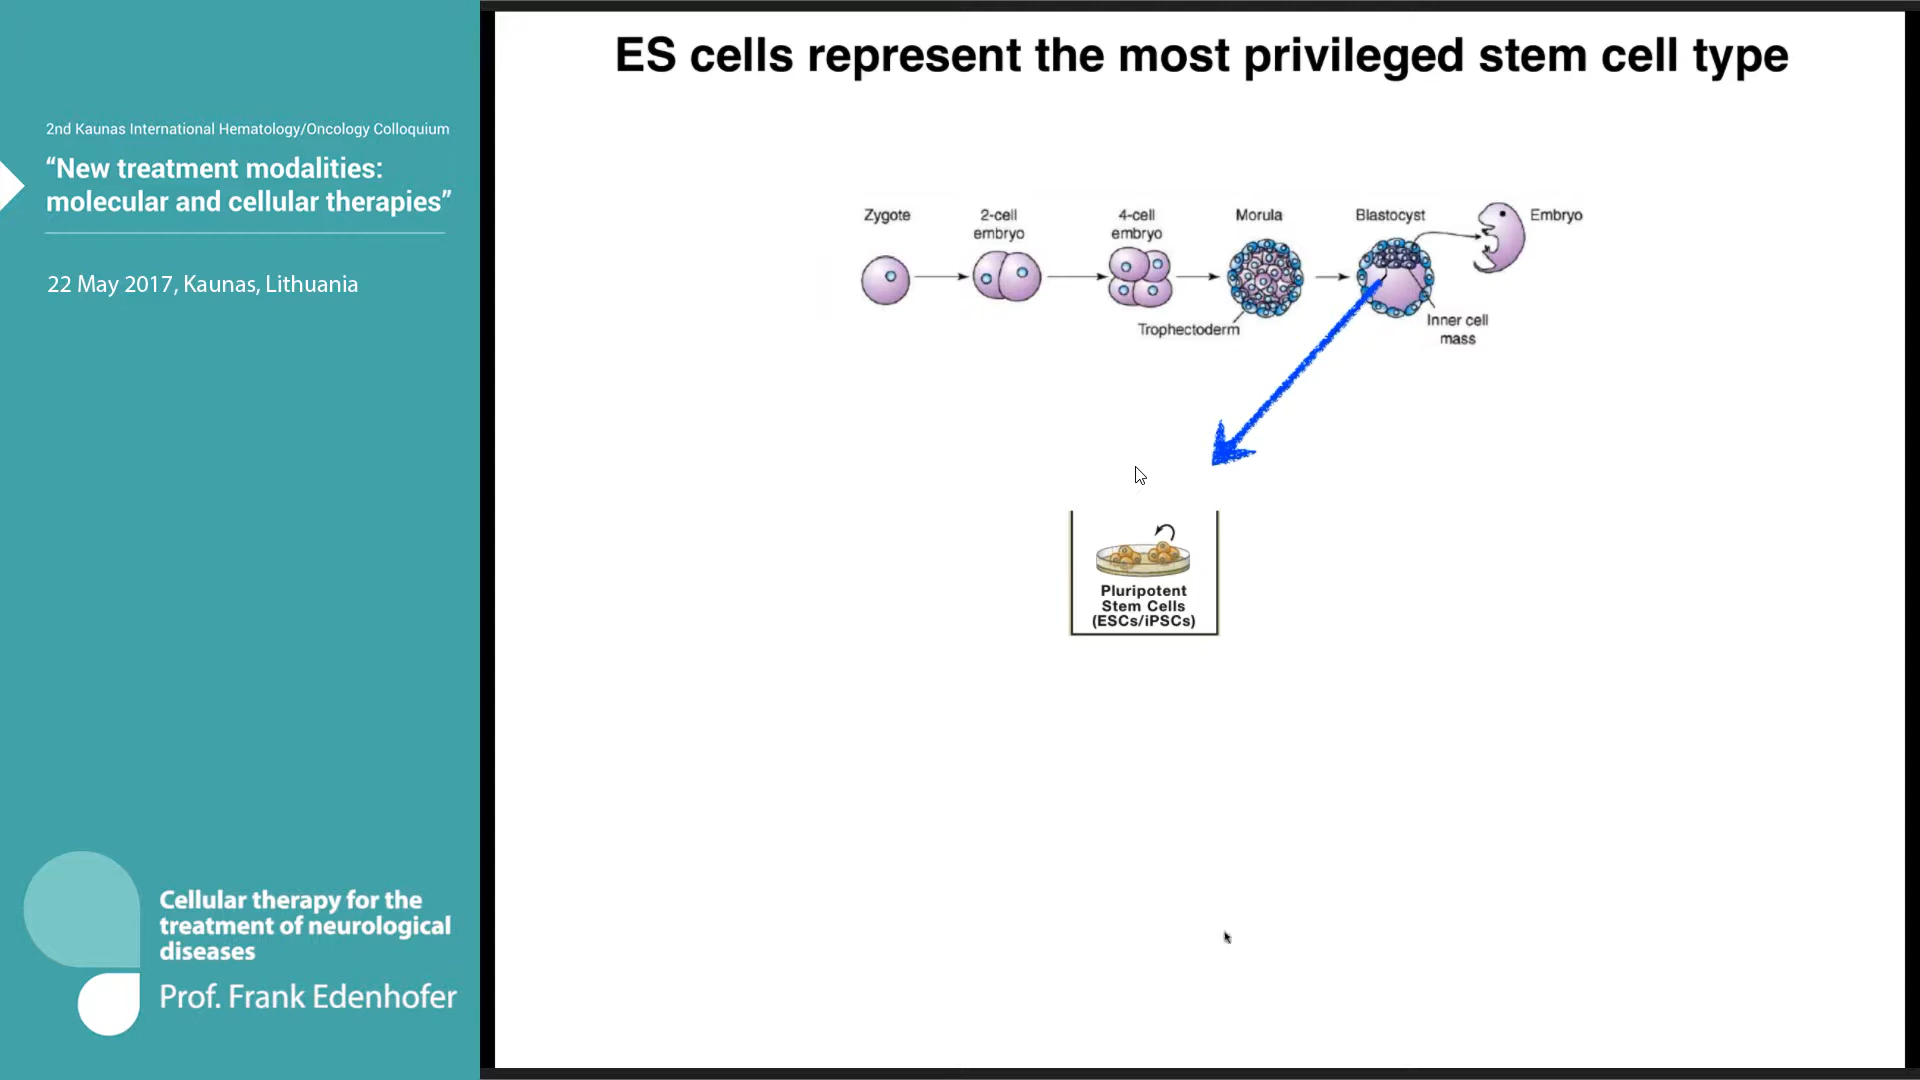 2nd Kaunas International Hematology/Oncology Colloquium
“New treatment modalities:
molecular and cellular therapies”
22 May 2017, Kaunas, Lithuania
Cellular therapy for the
treatment of neurological
diseases
Prof. Frank Edenhofer
ES cells represent the most privileged stem cell type
Zygote
2-cell
embryo
4-cell
embryo
Morula
Blastocyst
Embryo
Trophectoderm
Inner cell
mass
Pluripotent
Stem Cells
(ESCs/iPSCs)